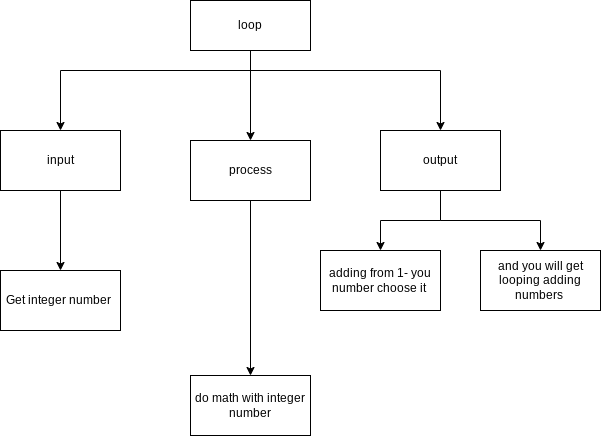 loop
input
process
output
Get integer number
adding from 1- you
number choose it
and you will get
looping adding
numbers
do math with integer
number